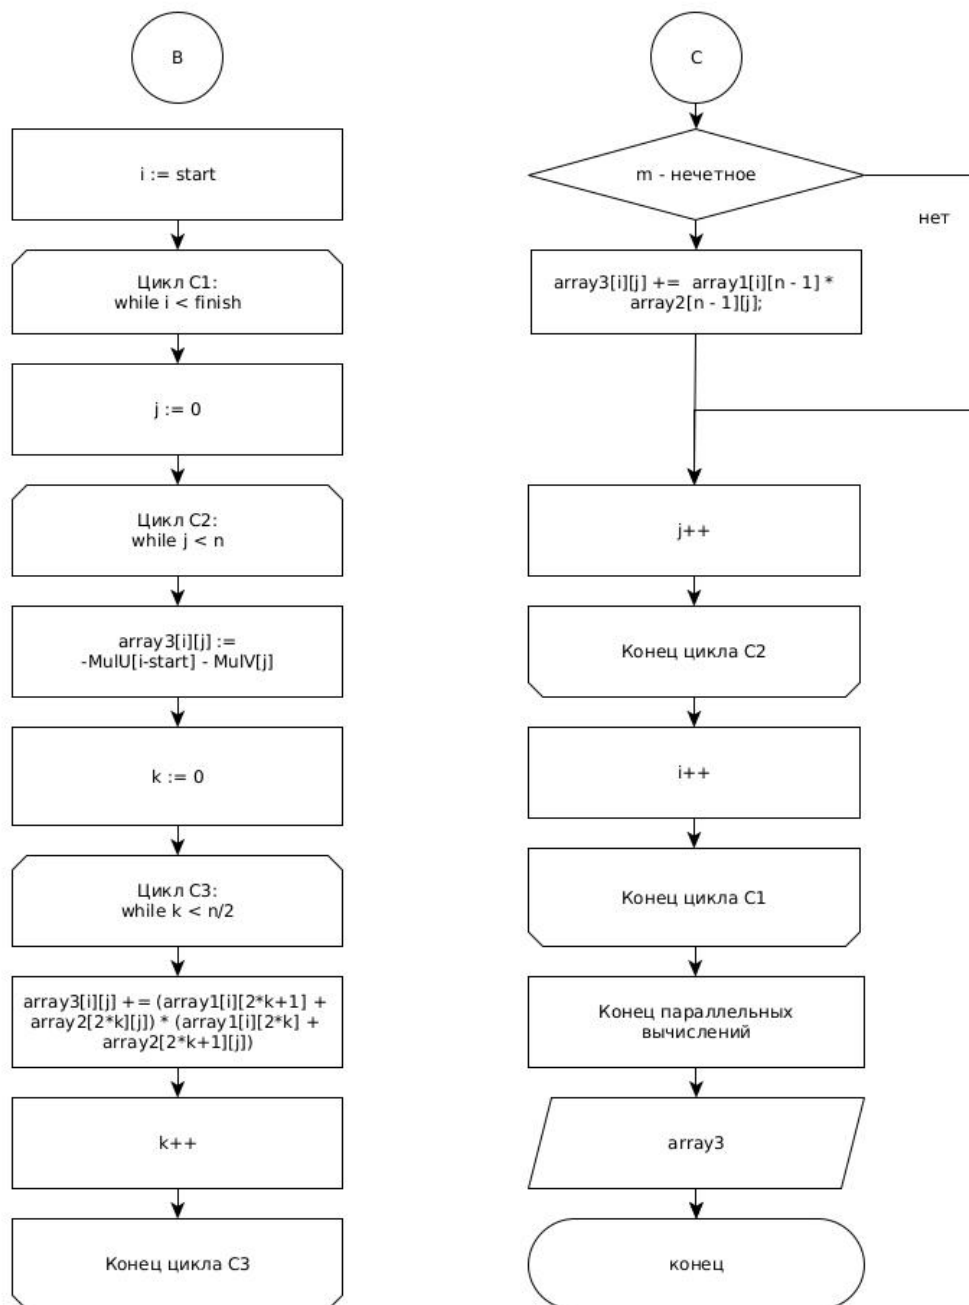 B
i := start
Цикл C1:
while i < finish
j := 0
Цикл C2:
while j < n
array3[i][j] :=
-MulU[i-start] - MulV[j]
k := 0
Цикл C3:
while k < n/2
array3[i][j] += (array1[i][2*k+1] +
array2[2*k][j]) * (array1[i][2*k] +
array2[2*k+1][j])
k++
Конец цикла C3
C
m - нечетное
нет
array3[i][j] += array1[i][n - 1] *
array2[n - 1][j];
j++
Конец цикла C2
i++
Конец цикла C1
Конец параллельных
вычислений
array3
конец